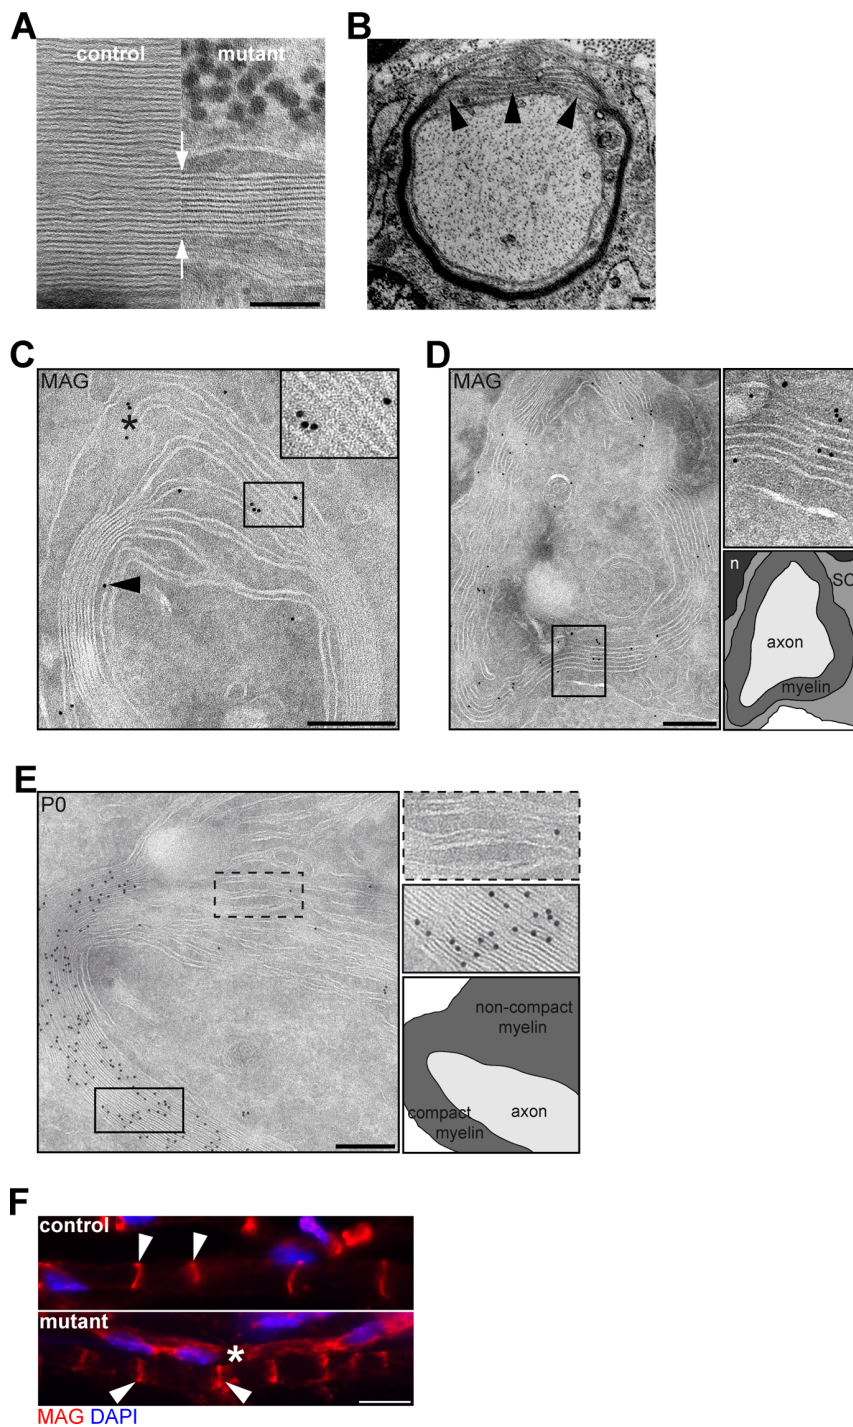 A
control
mutant
B
C
MAG
*
D
MAG
n
SC
axon
myelin
E
P0
non-compact
myelin
compact
myelin
axon
F
control
mutant
*
MAG DAPI